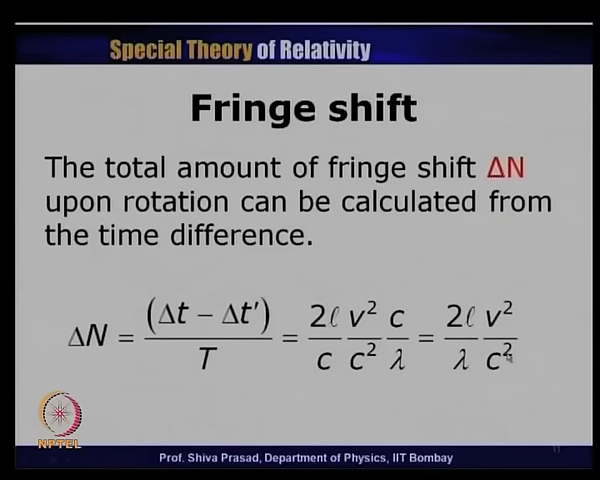 Special Theory of Relativity
Fringe shift
The total amount of fringe shift ΔN
upon rotation can be calculated from
the time difference.
ΔN = (Δt − Δt′)/T = 2ℓ/c v²/c² c/λ = 2ℓ/λ v²/c²
NPTEL
Prof. Shiva Prasad, Department of Physics, IIT Bombay
11